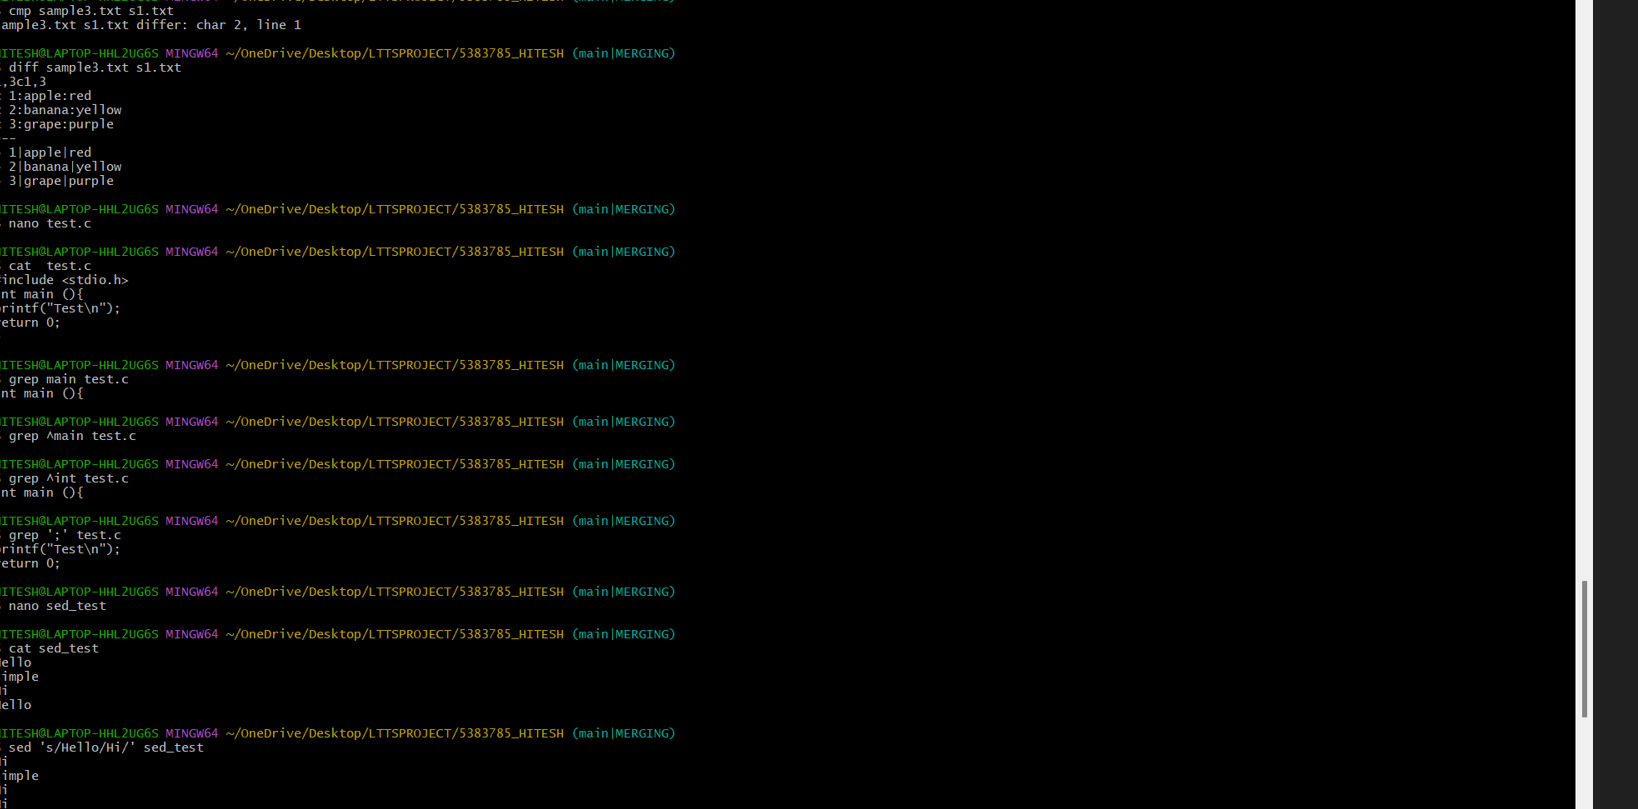 cmp sample3.txt s1.txt
ample3.txt s1.txt differ: char 2, line 1
ITESH@LAPTOP-HHL2UG6S MINGW64 ~/OneDrive/Desktop/LTTSPROJECT/5383785_HITESH (main|MERGING)
diff sample3.txt s1.txt
,3c1,3
1:apple:red
2:banana:yellow
3:grape:purple
--
1|apple|red
2|banana|yellow
3|grape|purple
ITESH@LAPTOP-HHL2UG6S MINGW64 ~/OneDrive/Desktop/LTTSPROJECT/5383785_HITESH (main|MERGING)
nano test.c
ITESH@LAPTOP-HHL2UG6S MINGW64 ~/OneDrive/Desktop/LTTSPROJECT/5383785_HITESH (main|MERGING)
cat  test.c
include <stdio.h>
nt main (){
rintf("Test\n");
eturn 0;
ITESH@LAPTOP-HHL2UG6S MINGW64 ~/OneDrive/Desktop/LTTSPROJECT/5383785_HITESH (main|MERGING)
grep main test.c
nt main (){
ITESH@LAPTOP-HHL2UG6S MINGW64 ~/OneDrive/Desktop/LTTSPROJECT/5383785_HITESH (main|MERGING)
grep ^main test.c
ITESH@LAPTOP-HHL2UG6S MINGW64 ~/OneDrive/Desktop/LTTSPROJECT/5383785_HITESH (main|MERGING)
grep ^int test.c
nt main (){
ITESH@LAPTOP-HHL2UG6S MINGW64 ~/OneDrive/Desktop/LTTSPROJECT/5383785_HITESH (main|MERGING)
grep ';' test.c
rintf("Test\n");
eturn 0;
ITESH@LAPTOP-HHL2UG6S MINGW64 ~/OneDrive/Desktop/LTTSPROJECT/5383785_HITESH (main|MERGING)
nano sed_test
ITESH@LAPTOP-HHL2UG6S MINGW64 ~/OneDrive/Desktop/LTTSPROJECT/5383785_HITESH (main|MERGING)
cat sed_test
ello
imple
i
ello
ITESH@LAPTOP-HHL2UG6S MINGW64 ~/OneDrive/Desktop/LTTSPROJECT/5383785_HITESH (main|MERGING)
sed 's/Hello/Hi/' sed_test
i
imple
i
i